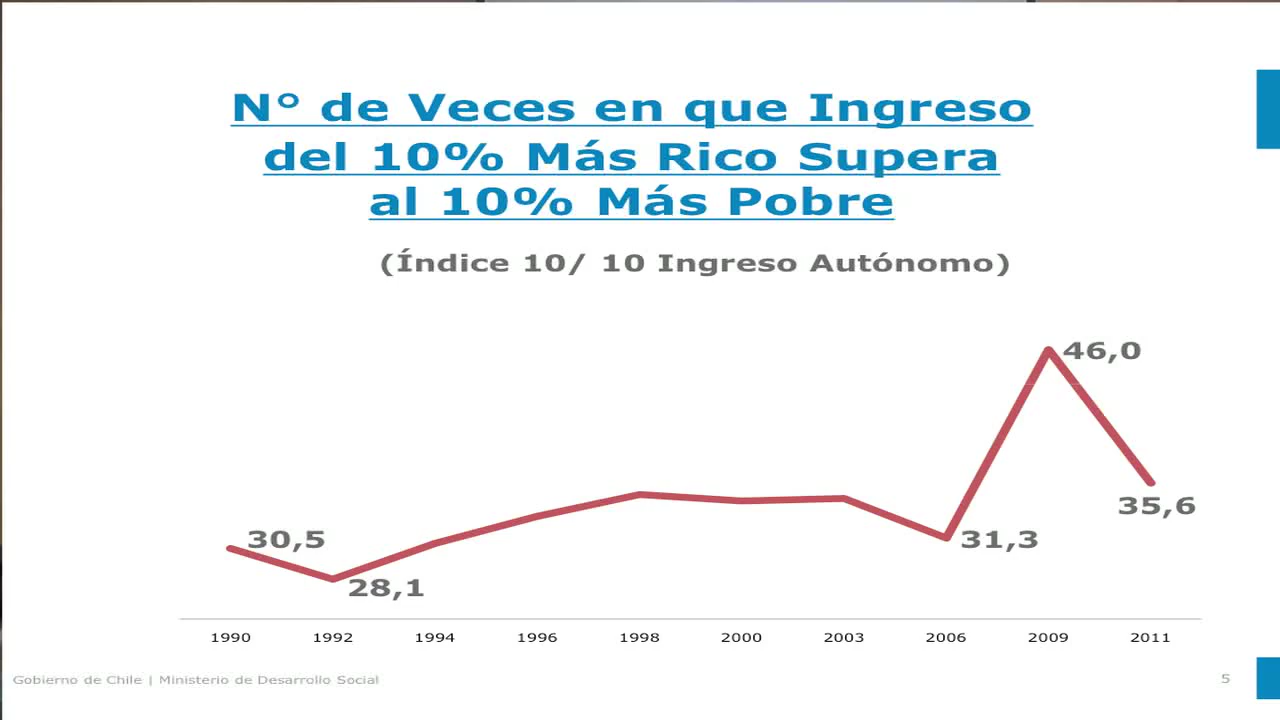 N° de Veces en que Ingreso
del 10% Más Rico Supera
al 10% Más Pobre
(Índice 10/ 10 Ingreso Autónomo)
46,0
35,6
30,5
31,3
28,1
1990 1992 1994 1996 1998 2000 2003 2006 2009 2011
Gobierno de Chile | Ministerio de Desarrollo Social 5